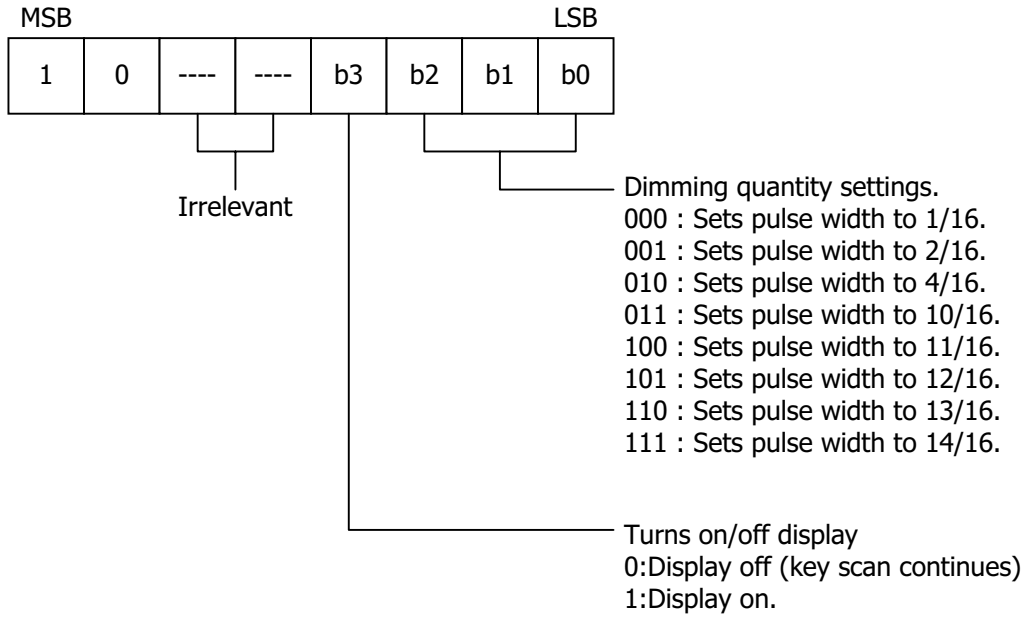 MSB LSB
1 0 ---- ---- b3 b2 b1 b0
Irrelevant
Dimming quantity settings.
000 : Sets pulse width to 1/16.
001 : Sets pulse width to 2/16.
010 : Sets pulse width to 4/16.
011 : Sets pulse width to 10/16.
100 : Sets pulse width to 11/16.
101 : Sets pulse width to 12/16.
110 : Sets pulse width to 13/16.
111 : Sets pulse width to 14/16.
Turns on/off display
0:Display off (key scan continues)
1:Display on.